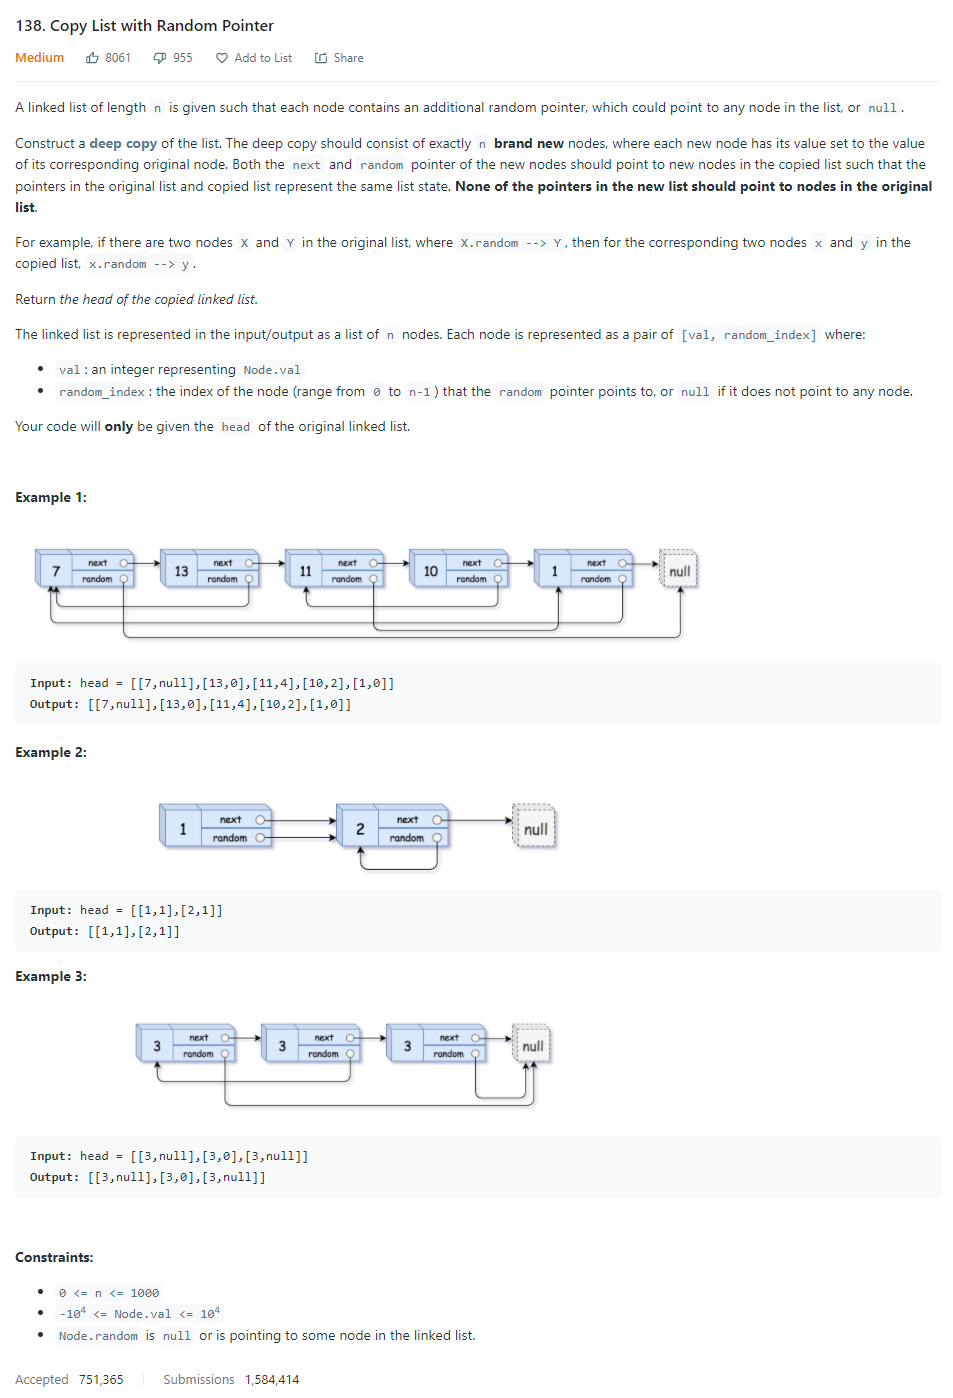 138. Copy List with Random Pointer
Medium 8061 955 Add to List Share
A linked list of length n is given such that each node contains an additional random pointer, which could point to any node in the list, or null .
Construct a deep copy of the list. The deep copy should consist of exactly n brand new nodes, where each new node has its value set to the value
of its corresponding original node. Both the next and random pointer of the new nodes should point to new nodes in the copied list such that the
pointers in the original list and copied list represent the same list state. None of the pointers in the new list should point to nodes in the original
list.
For example, if there are two nodes X and Y in the original list, where X.random --> Y , then for the corresponding two nodes x and y in the
copied list, x.random --> y .
Return the head of the copied linked list.
The linked list is represented in the input/output as a list of n nodes. Each node is represented as a pair of [val, random_index] where:
• val : an integer representing Node.val
• random_index : the index of the node (range from 0 to n-1 ) that the random pointer points to, or null if it does not point to any node.
Your code will only be given the head of the original linked list.
Example 1:
7 next random 13 next random 11 next random 10 next random 1 next random null
Input: head = [[7,null],[13,0],[11,4],[10,2],[1,0]]
Output: [[7,null],[13,0],[11,4],[10,2],[1,0]]
Example 2:
1 next random 2 next random null
Input: head = [[1,1],[2,1]]
Output: [[1,1],[2,1]]
Example 3:
3 next random 3 next random 3 next random null
Input: head = [[3,null],[3,0],[3,null]]
Output: [[3,null],[3,0],[3,null]]
Constraints:
• 0 <= n <= 1000
• -10⁴ <= Node.val <= 10⁴
• Node.random is null or is pointing to some node in the linked list.
Accepted 751,365 Submissions 1,584,414